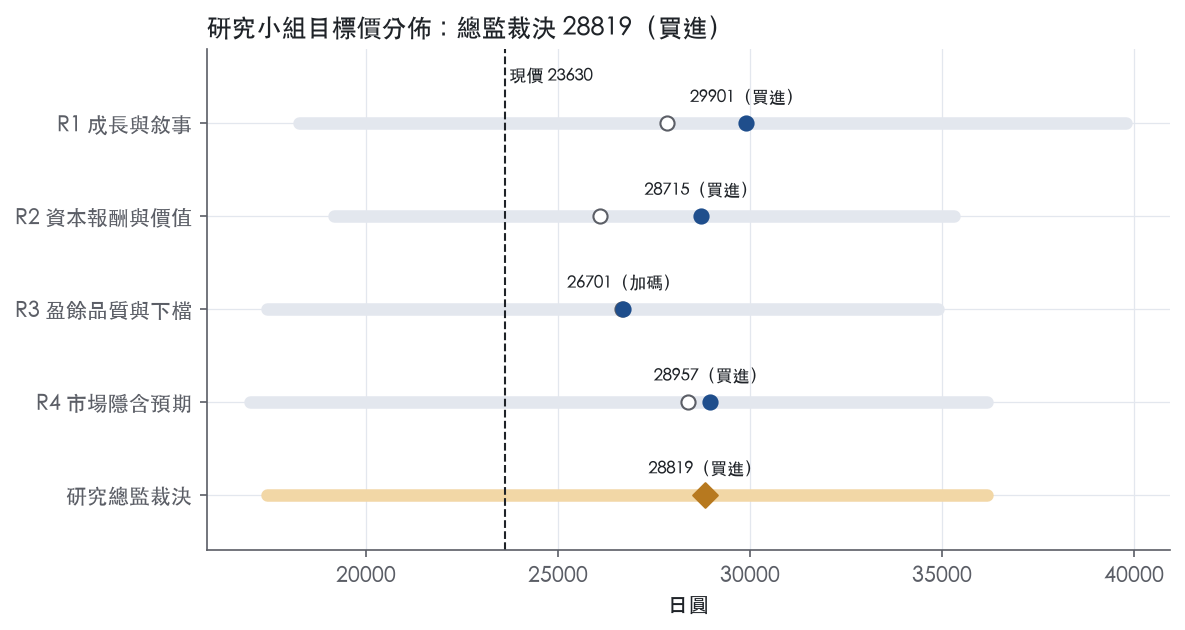 研究小組目標價分佈：總監裁決 28819（買進）
現價 23630
29901（買進）
R1 成長與敘事
28715（買進）
R2 資本報酬與價值
26701（加碼）
R3 盈餘品質與下檔
28957（買進）
R4 市場隱含預期
28819（買進）
研究總監裁決
20000 25000 30000 35000 40000
日圓